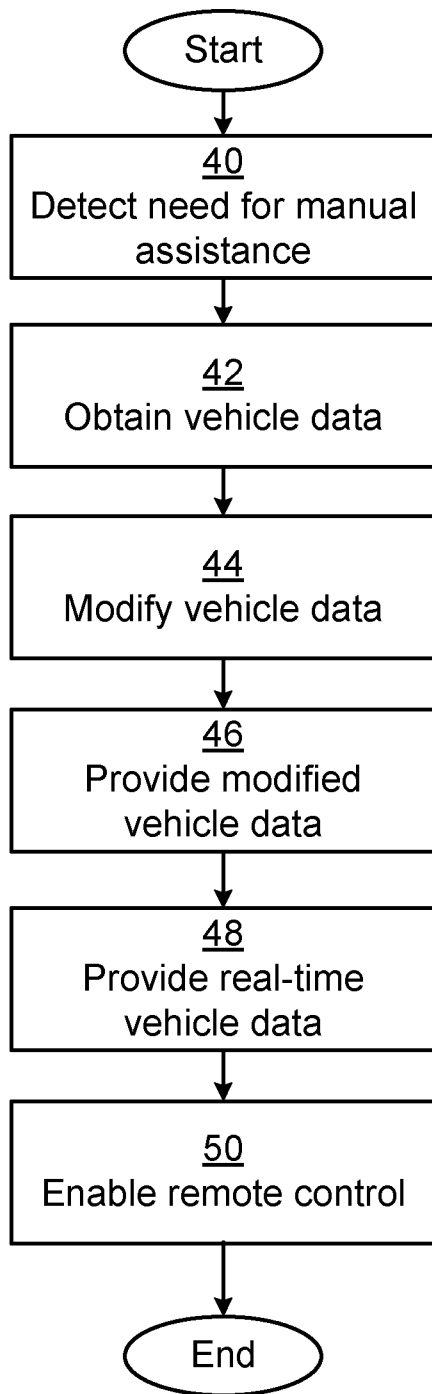 Start
40
Detect need for manual
assistance
42
Obtain vehicle data
44
Modify vehicle data
46
Provide modified
vehicle data
48
Provide real-time
vehicle data
50
Enable remote control
End